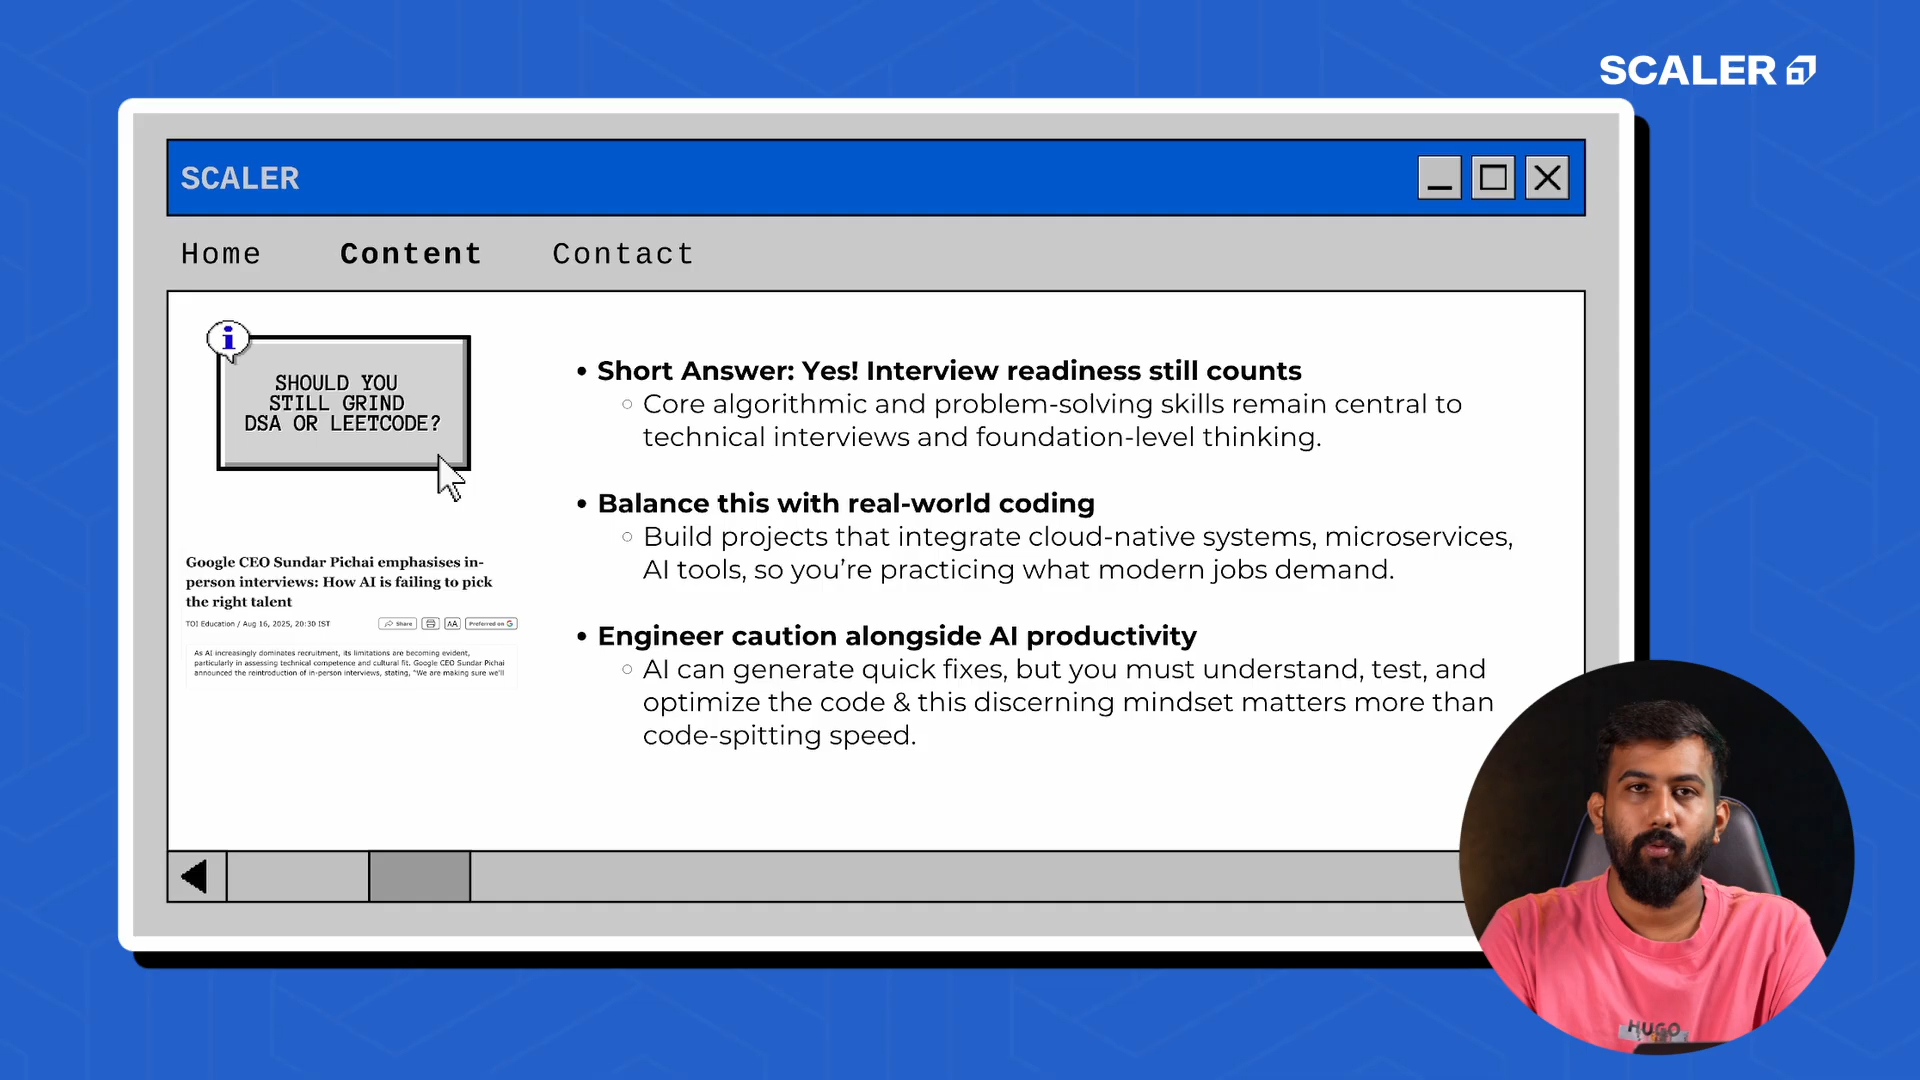 SCALER
SCALER
Home Content Contact
i
SHOULD YOU
STILL GRIND
DSA OR LEETCODE?
Google CEO Sundar Pichai emphasises in-
person interviews: How AI is failing to pick
the right talent
TOI Education / Aug 16, 2025, 20:30 IST
Share
AA
Preferred on G
As AI increasingly dominates recruitment, its limitations are becoming evident,
particularly in assessing technical competence and cultural fit. Google CEO Sundar Pichai
announced the reintroduction of in-person interviews, stating, "We are making sure we'll
• Short Answer: Yes! Interview readiness still counts
○ Core algorithmic and problem-solving skills remain central to
technical interviews and foundation-level thinking.
• Balance this with real-world coding
○ Build projects that integrate cloud-native systems, microservices,
AI tools, so you’re practicing what modern jobs demand.
• Engineer caution alongside AI productivity
○ AI can generate quick fixes, but you must understand, test, and
optimize the code & this discerning mindset matters more than
code-spitting speed.
HUGO